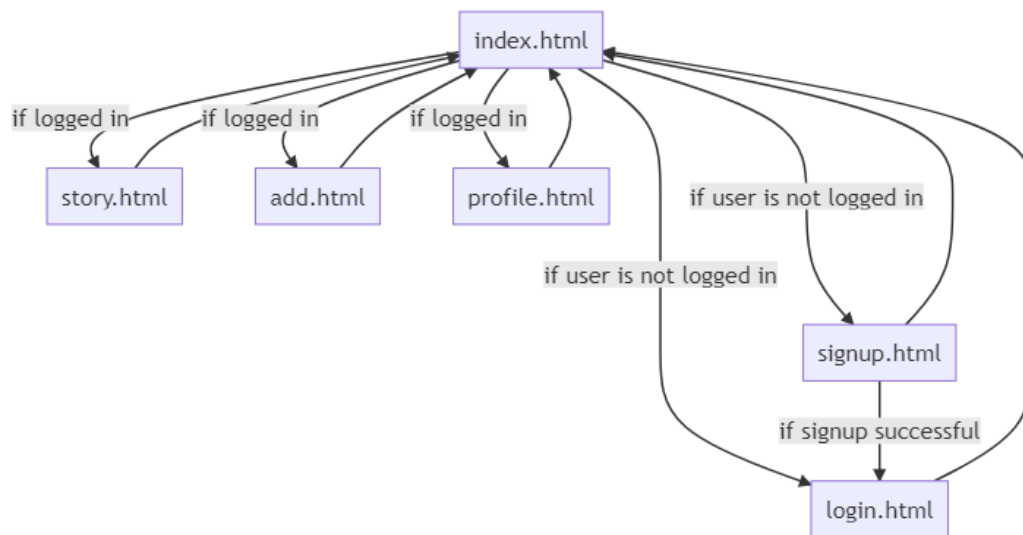 index.html
if logged in
if logged in
if logged in
story.html
add.html
profile.html
if user is not logged in
if user is not logged in
signup.html
if signup successful
login.html